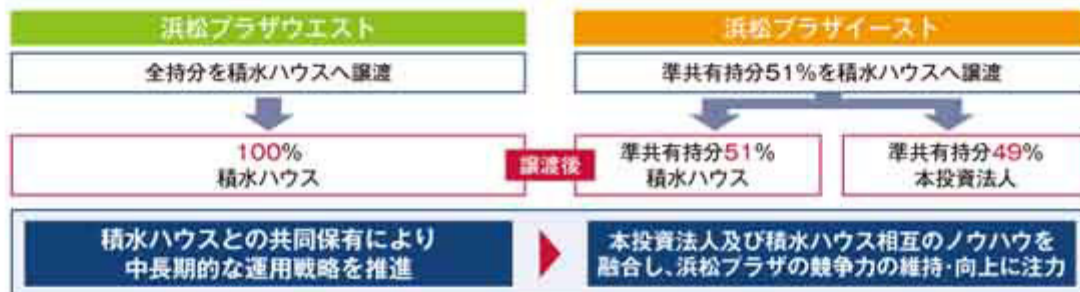 浜松プラザウエスト
全持分を積水ハウスへ譲渡
100%
積水ハウス
浜松プラザイースト
準共有持分51%を積水ハウスへ譲渡
譲渡後
準共有持分51%
積水ハウス
準共有持分49%
本投資法人
積水ハウスとの共同保有により
中長期的な運用戦略を推進
本投資法人及び積水ハウス相互のノウハウを
融合し、浜松プラザの競争力の維持・向上に注力